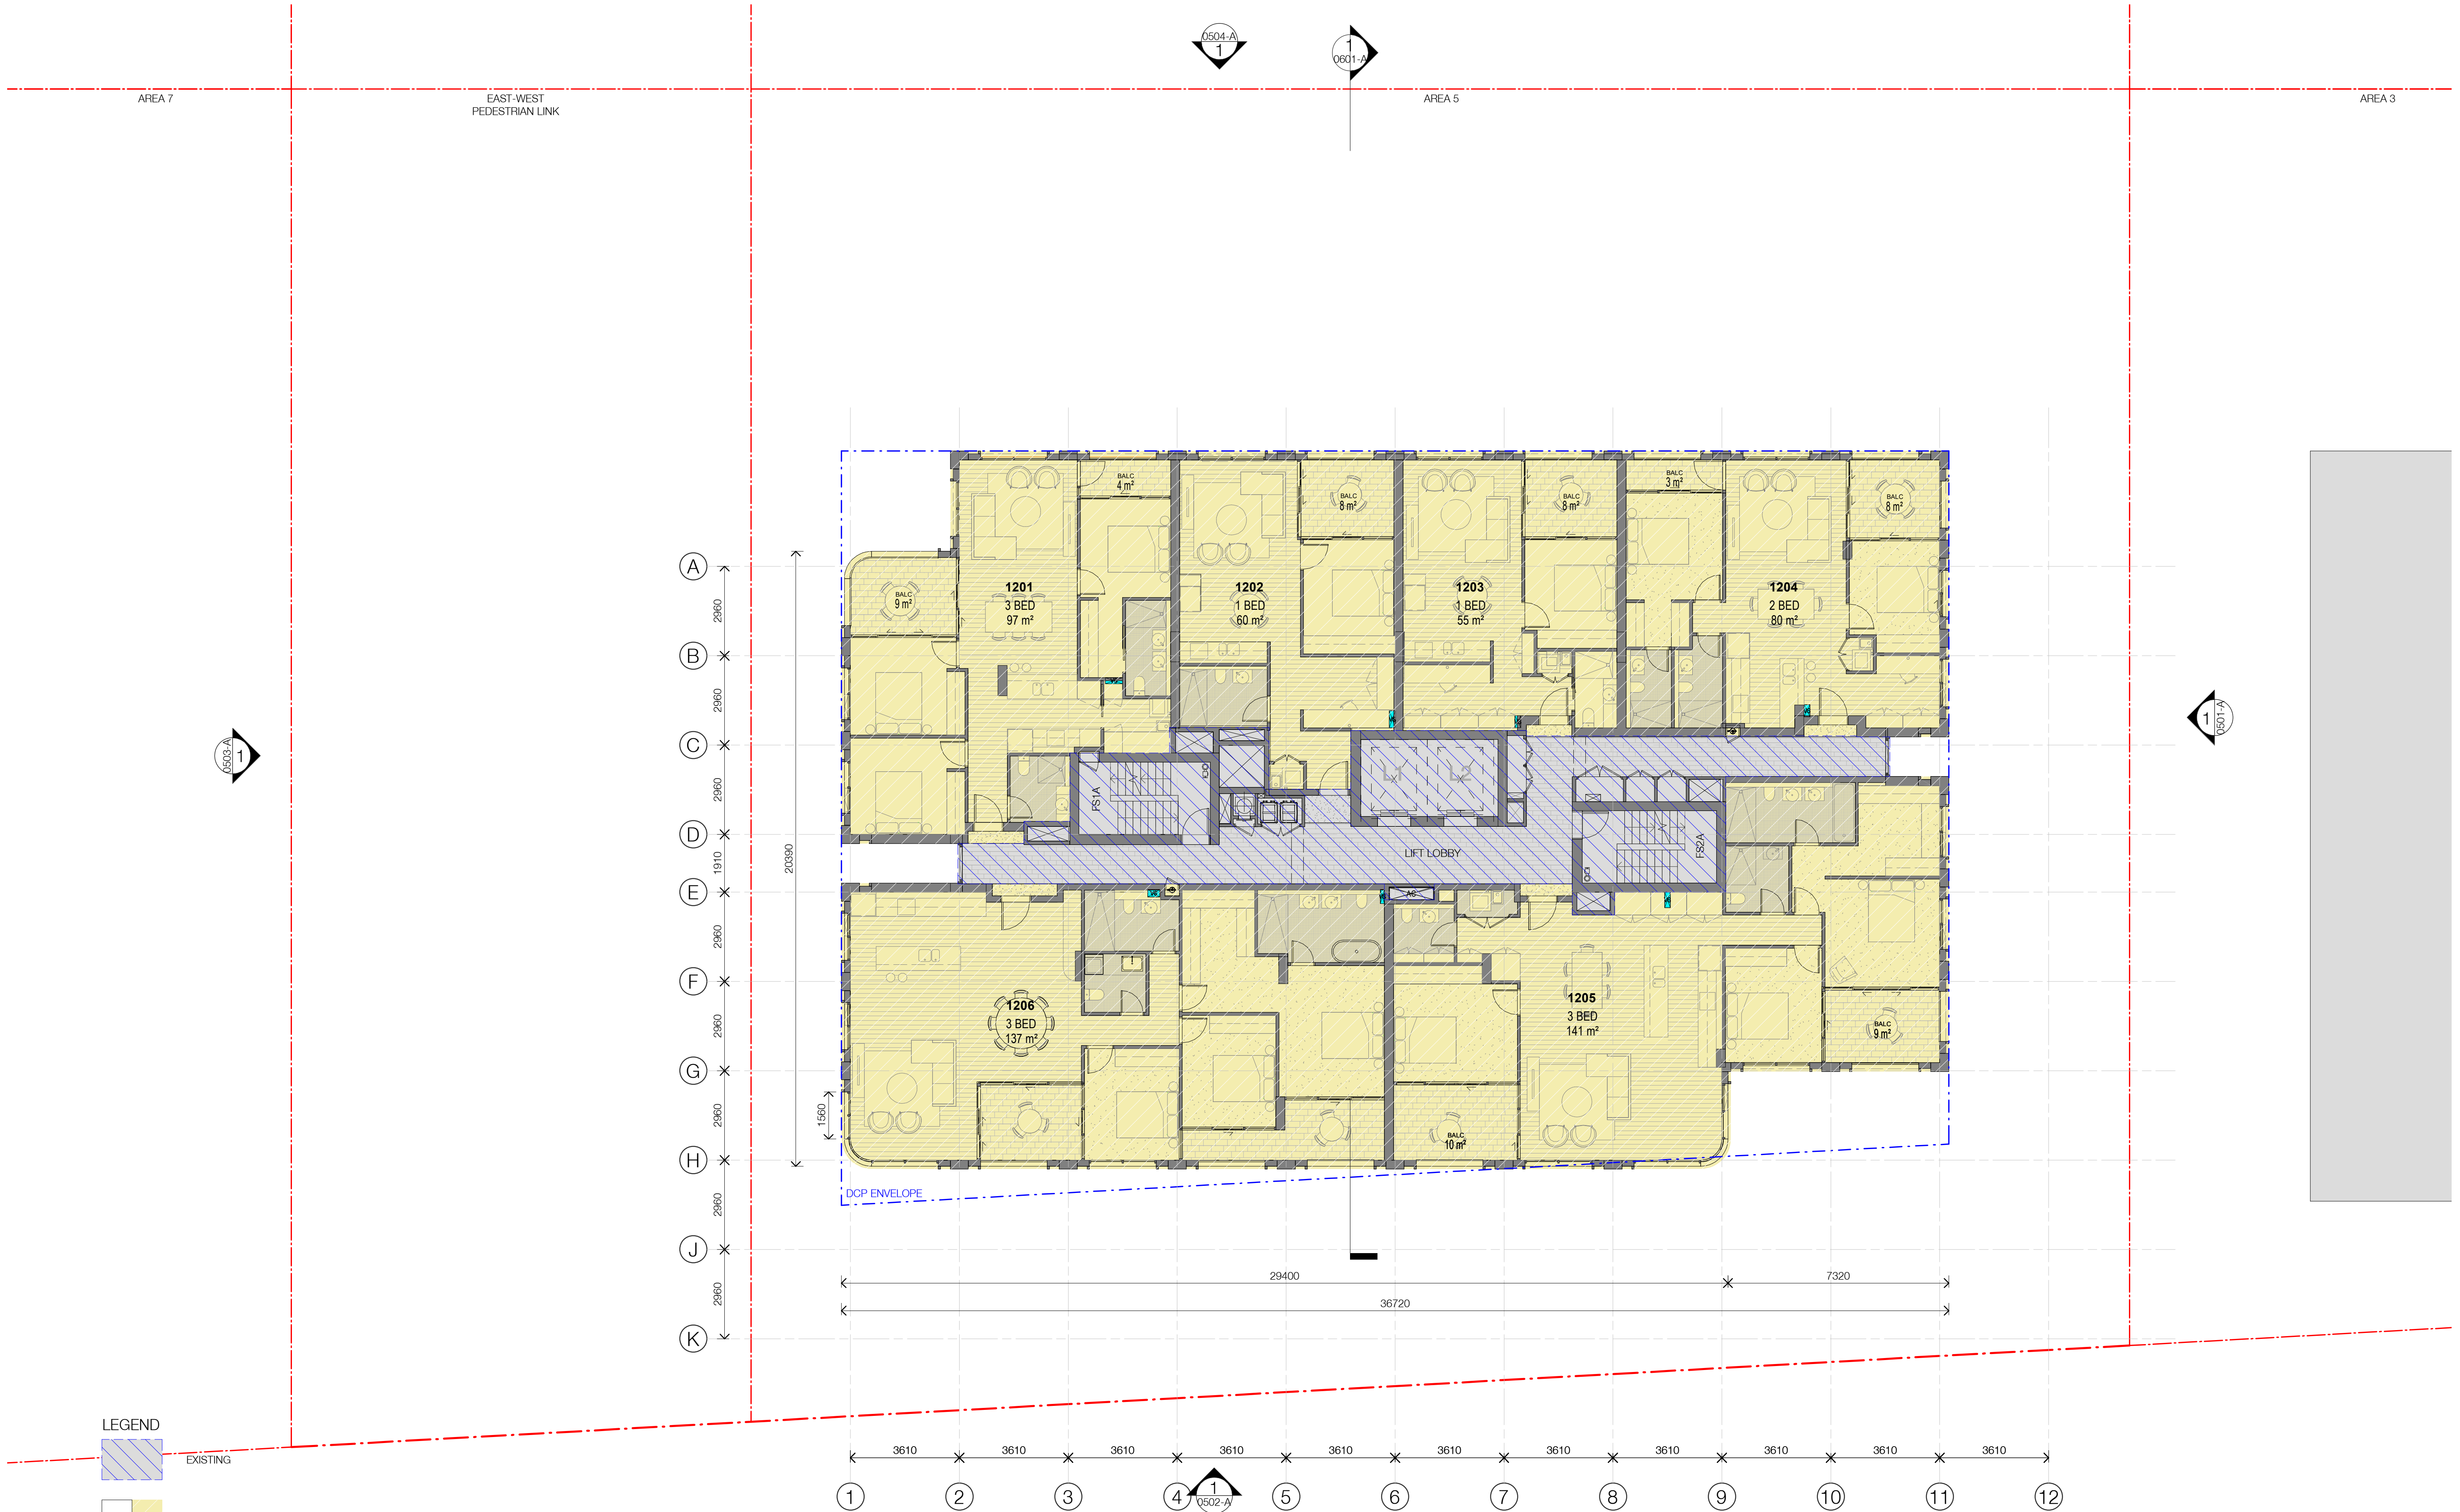 0504-A
1
1
0601-A
AREA 7
EAST-WEST
PEDESTRIAN LINK
AREA 5
AREA 3
BALC
4 m²
BALC
8 m²
BALC
8 m²
BALC
3 m²
BALC
8 m²
A
BALC
9 m²
1201
3 BED
97 m²
1202
1 BED
60 m²
1203
1 BED
55 m²
1204
2 BED
80 m²
2960
B
2960
0503-A
1
1
0501-A
C
L1
L2
2960
FS1A
D
LIFT LOBBY
FS2A
1910
20390
E
AC
2960
F
1206
3 BED
137 m²
1205
3 BED
141 m²
BALC
9 m²
2960
G
2960
1560
BALC
10 m²
H
DCP ENVELOPE
2960
J
29400
7320
2960
36720
K
LEGEND
EXISTING
3610
3610
3610
3610
3610
3610
3610
3610
3610
3610
3610
1
2
3
4
1
0502-A
5
6
7
8
9
10
11
12